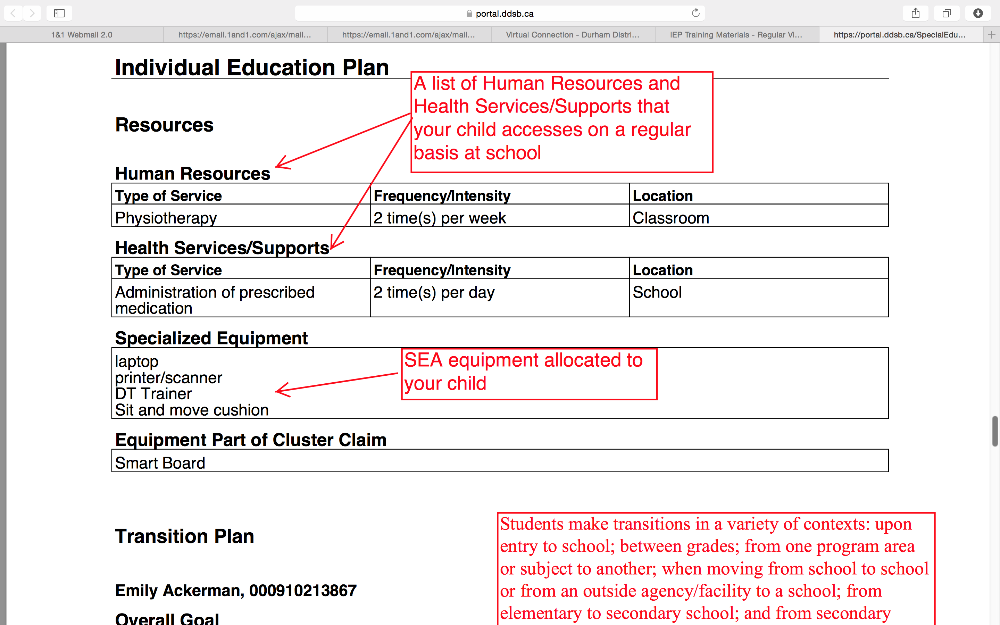 portal.ddsb.ca
1&1 Webmail 2.0
https://email.1and1.com/ajax/mail...
https://email.1and1.com/ajax/mail...
Virtual Connection - Durham Distri...
IEP Training Materials - Regular Vi...
https://portal.ddsb.ca/SpecialEdu...
Individual Education Plan
A list of Human Resources and
Health Services/Supports that
your child accesses on a regular
basis at school
Resources
Human Resources
Type of Service Frequency/Intensity Location
Physiotherapy 2 time(s) per week Classroom
Health Services/Supports
Type of Service Frequency/Intensity Location
Administration of prescribed 2 time(s) per day School
medication
Specialized Equipment
laptop
printer/scanner
DT Trainer
Sit and move cushion
SEA equipment allocated to
your child
Equipment Part of Cluster Claim
Smart Board
Transition Plan
Students make transitions in a variety of contexts: upon
entry to school; between grades; from one program area
or subject to another; when moving from school to school
or from an outside agency/facility to a school; from
elementary to secondary school; and from secondary
Emily Ackerman, 000910213867
Overall Goal